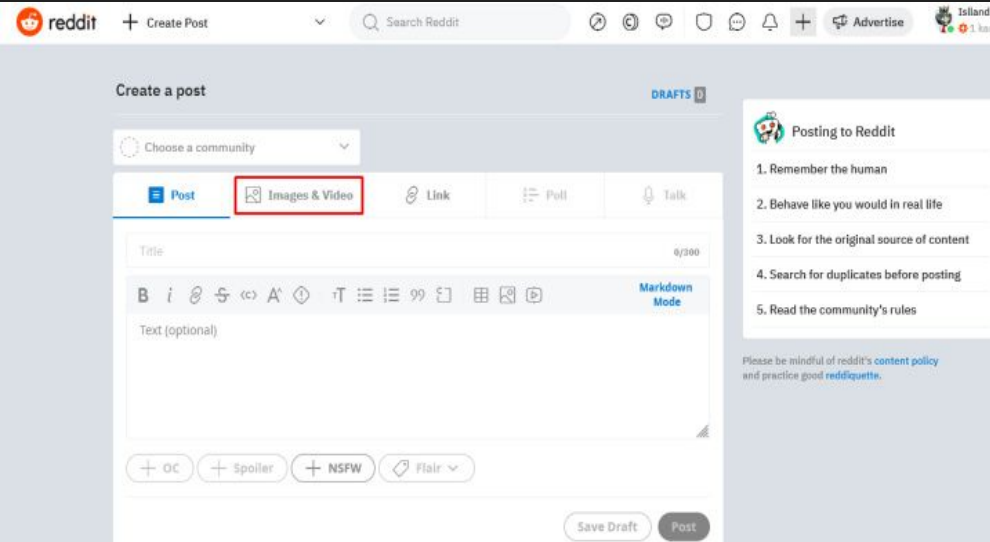 reddit
Create Post
Search Reddit
Advertise
Islland
Create a post
DRAFTS 0
Choose a community
Post
Images & Video
Link
Poll
Talk
Title
0/300
B i S <c> A^ T 99
Markdown
Mode
Text (optional)
+ OC
+ Spoiler
+ NSFW
Flair
Save Draft
Post
Posting to Reddit
1. Remember the human
2. Behave like you would in real life
3. Look for the original source of content
4. Search for duplicates before posting
5. Read the community's rules
Please be mindful of reddit's content policy
and practice good reddiquette.